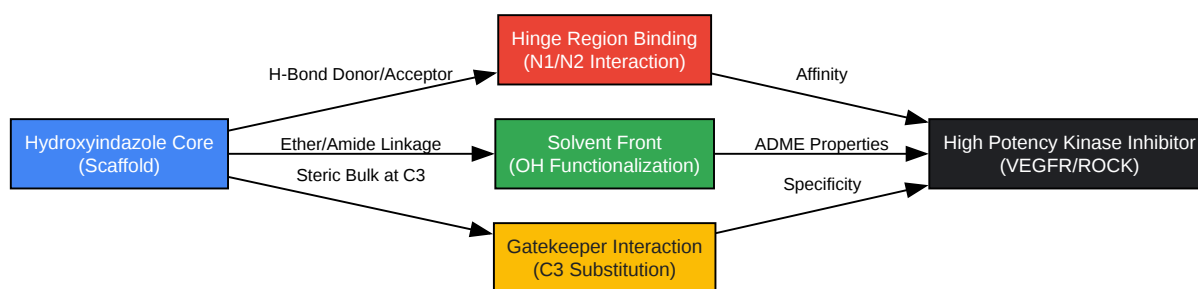 Hydroxyindazole Core
(Scaffold)
H-Bond Donor/Acceptor
Ether/Amide Linkage
Steric Bulk at C3
Hinge Region Binding
(N1/N2 Interaction)
Solvent Front
(OH Functionalization)
Gatekeeper Interaction
(C3 Substitution)
Affinity
ADME Properties
Specificity
High Potency Kinase Inhibitor
(VEGFR/ROCK)